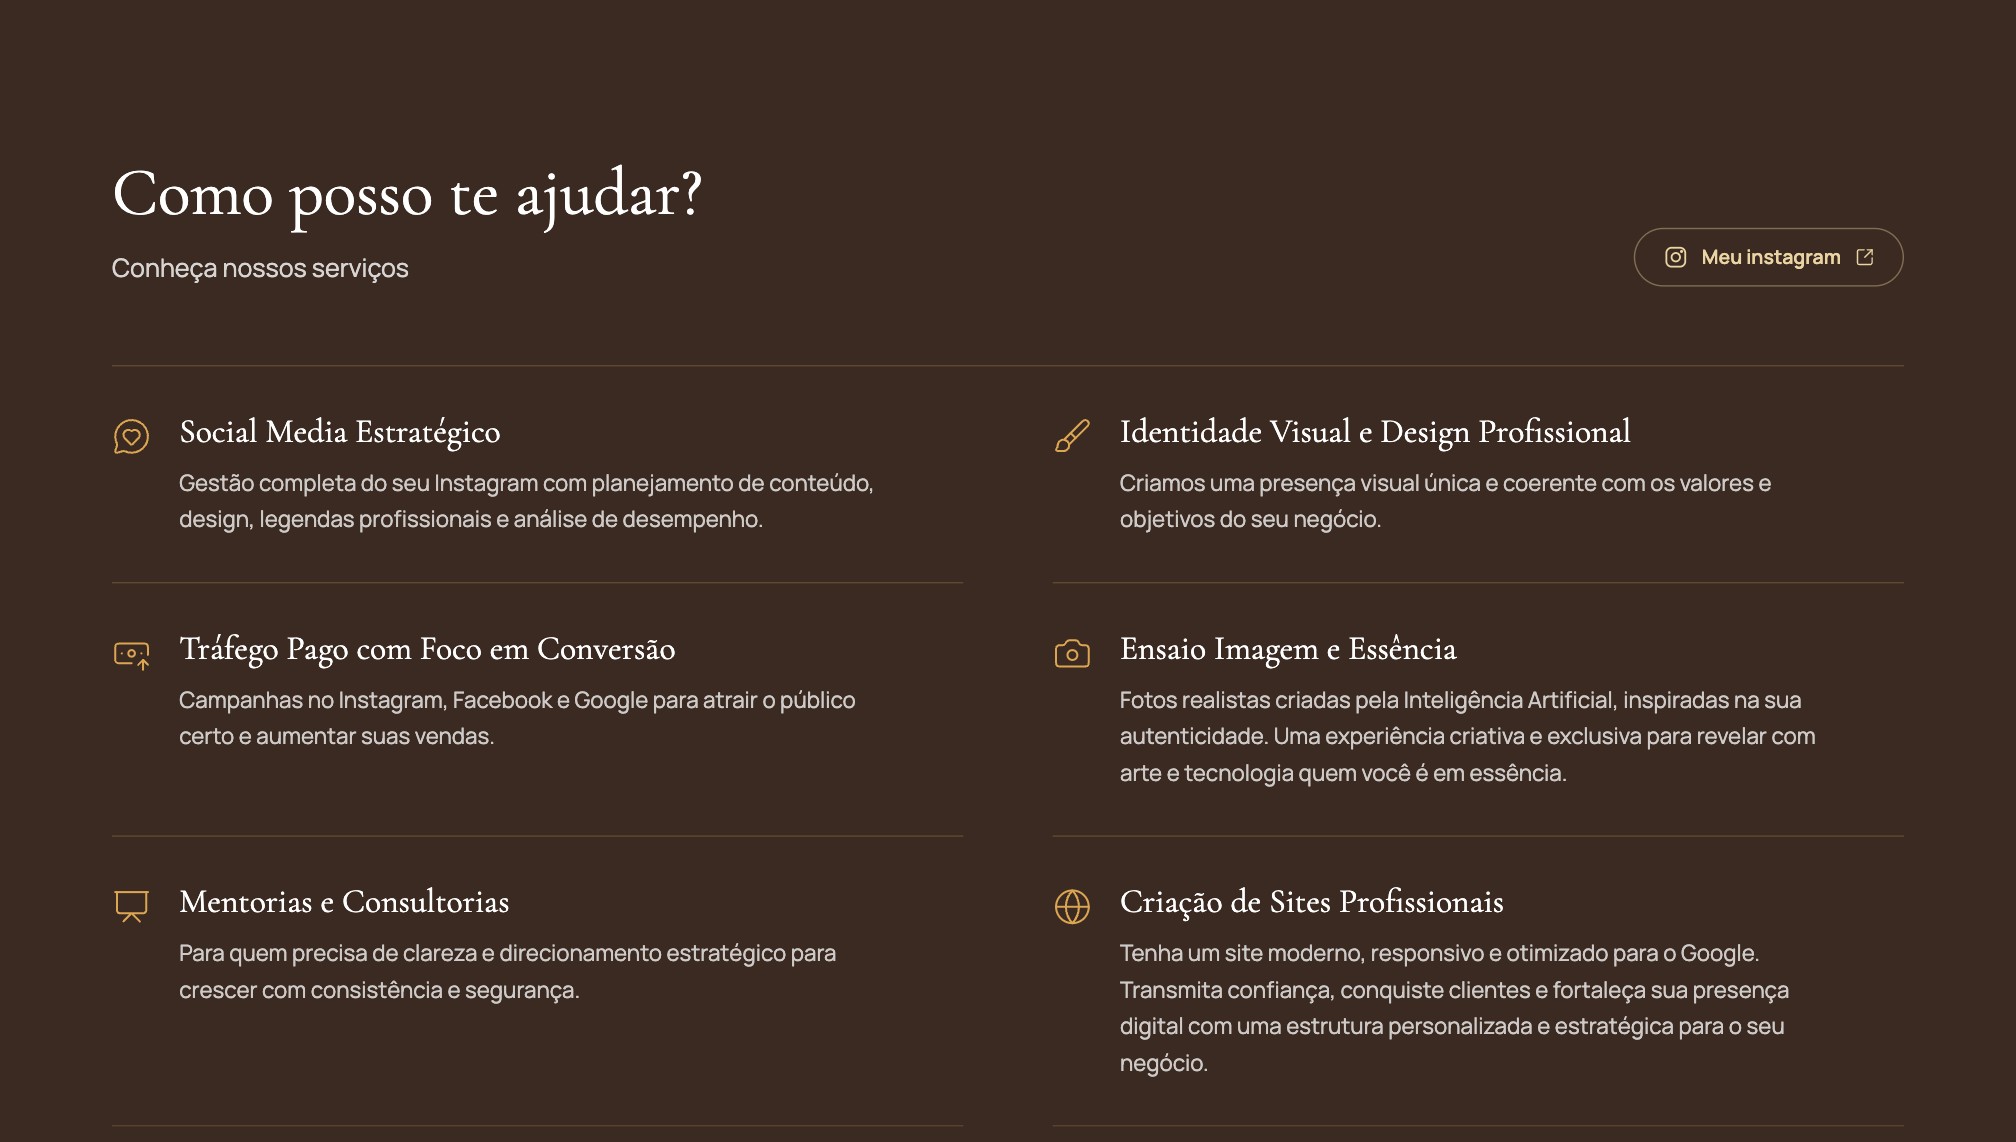 Como posso te ajudar?
Conheça nossos serviços
Meu instagram
Social Media Estratégico
Gestão completa do seu Instagram com planejamento de conteúdo,
design, legendas profissionais e análise de desempenho.
Identidade Visual e Design Profissional
Criamos uma presença visual única e coerente com os valores e
objetivos do seu negócio.
Tráfego Pago com Foco em Conversão
Campanhas no Instagram, Facebook e Google para atrair o público
certo e aumentar suas vendas.
Ensaio Imagem e Essência
Fotos realistas criadas pela Inteligência Artificial, inspiradas na sua
autenticidade. Uma experiência criativa e exclusiva para revelar com
arte e tecnologia quem você é em essência.
Mentorias e Consultorias
Para quem precisa de clareza e direcionamento estratégico para
crescer com consistência e segurança.
Criação de Sites Profissionais
Tenha um site moderno, responsivo e otimizado para o Google.
Transmita confiança, conquiste clientes e fortaleça sua presença
digital com uma estrutura personalizada e estratégica para o seu
negócio.